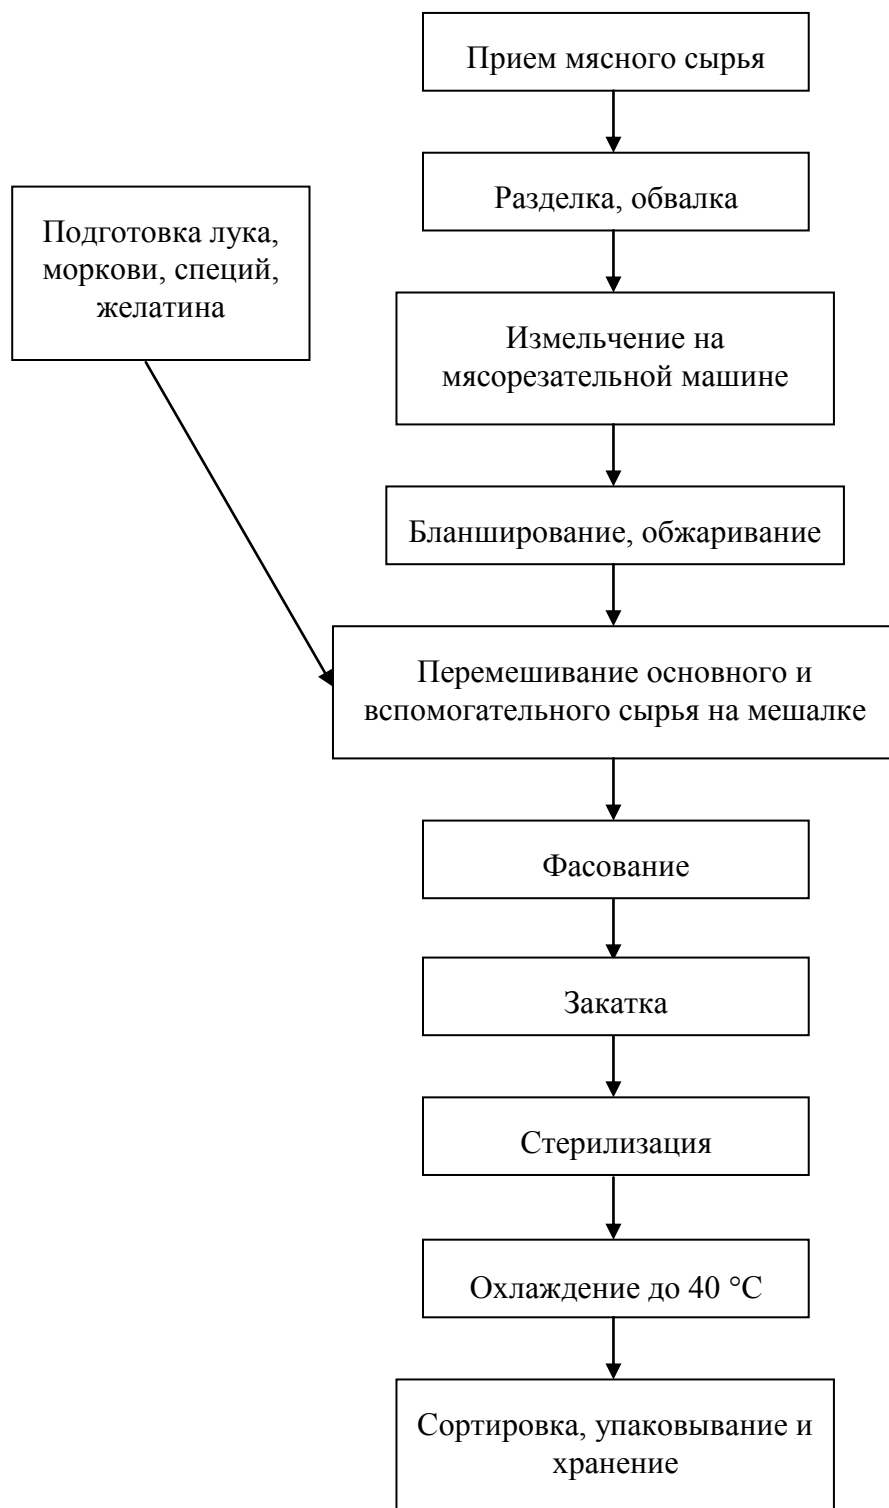 Прием мясного сырья
Разделка, обвалка
Подготовка лука,
моркови, специй,
желатина
Измельчение на
мясорезательной машине
Бланширование, обжаривание
Перемешивание основного и
вспомогательного сырья на мешалке
Фасование
Закатка
Стерилизация
Охлаждение до 40 °С
Сортировка, упаковывание и
хранение